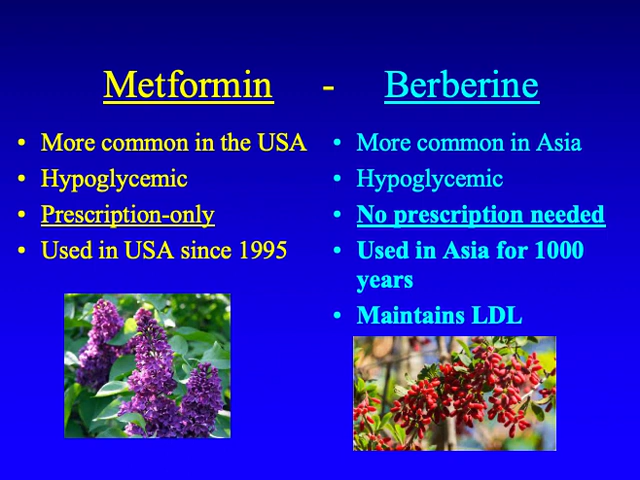 Metformin - Berberine
• More common in the USA
• Hypoglycemic
• Prescription-only
• Used in USA since 1995
• More common in Asia
• Hypoglycemic
• No prescription needed
• Used in Asia for 1000
years
• Maintains LDL